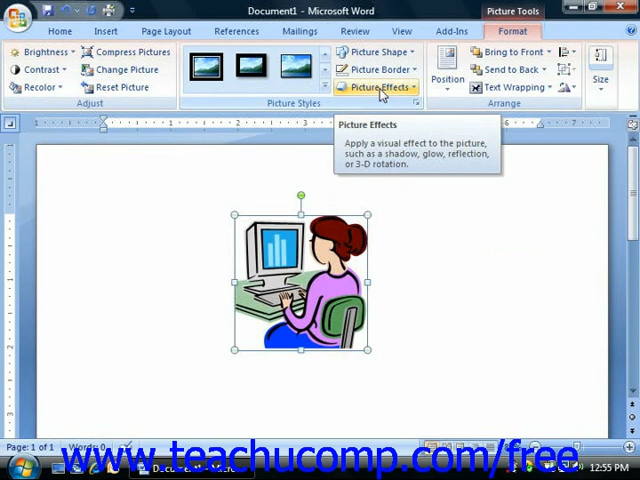 Document1 - Microsoft Word
Picture Tools
Home Insert Page Layout References Mailings Review View Add-Ins Format
Brightness Compress Pictures Picture Shape Bring to Front
Contrast Change Picture Picture Border Position Send to Back Size
Recolor Reset Picture Picture Effects Text Wrapping
Adjust Picture Styles Arrange
Picture Effects
Apply a visual effect to the picture,
such as a shadow, glow, reflection,
or 3-D rotation.
Page: 1 of 1 Words: 0
www.teachucomp.com/free
12:55 PM